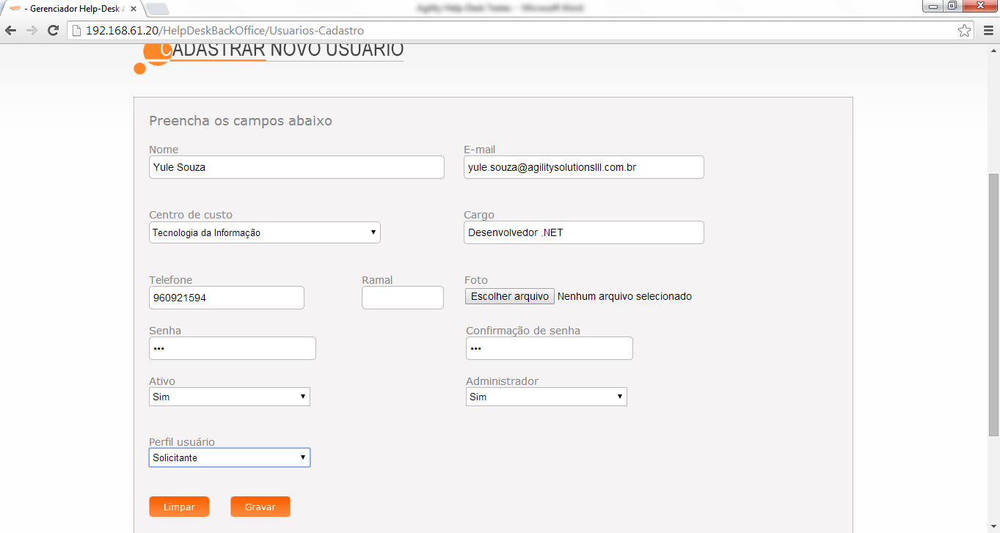 - Gerenciador Help-Desk A
Agility Help-Desk Testes - Microsoft Word
192.168.61.20/HelpDeskBackOffice/Usuarios-Cadastro
CADASTRAR NOVO USUÁRIO
Preencha os campos abaixo
Nome E-mail
Yule Souza yule.souza@agilitysolutionslll.com.br
Centro de custo Cargo
Tecnologia da Informação Desenvolvedor .NET
Telefone Ramal Foto
960921594 Escolher arquivo Nenhum arquivo selecionado
Senha Confirmação de senha
••• •••
Ativo Administrador
Sim Sim
Perfil usuário
Solicitante
Limpar Gravar